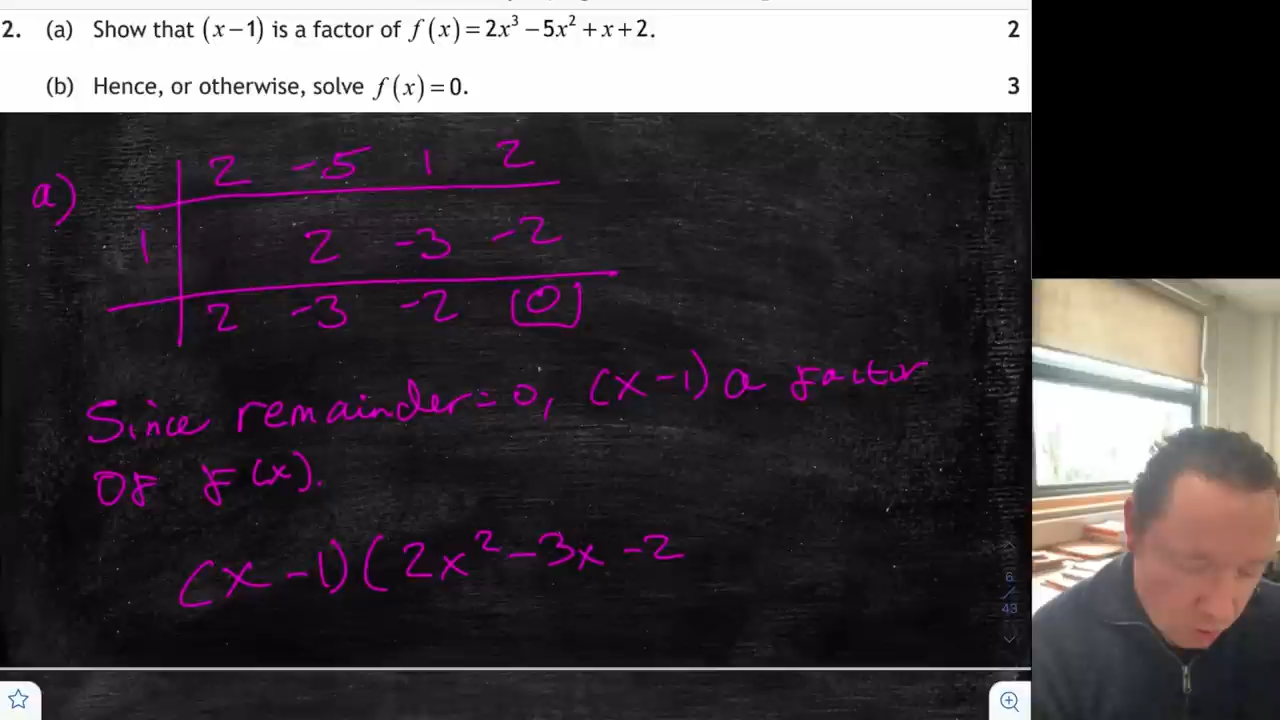 2. (a) Show that (x−1) is a factor of f(x)=2x³−5x²+x+2. 2
(b) Hence, or otherwise, solve f(x)=0. 3
a) 2 -5 1 2
1 2 -3 -2
2 -3 -2 0
Since remainder=0, (x-1) a factor
of f(x).
(x-1)(2x²-3x-2
6
/
43